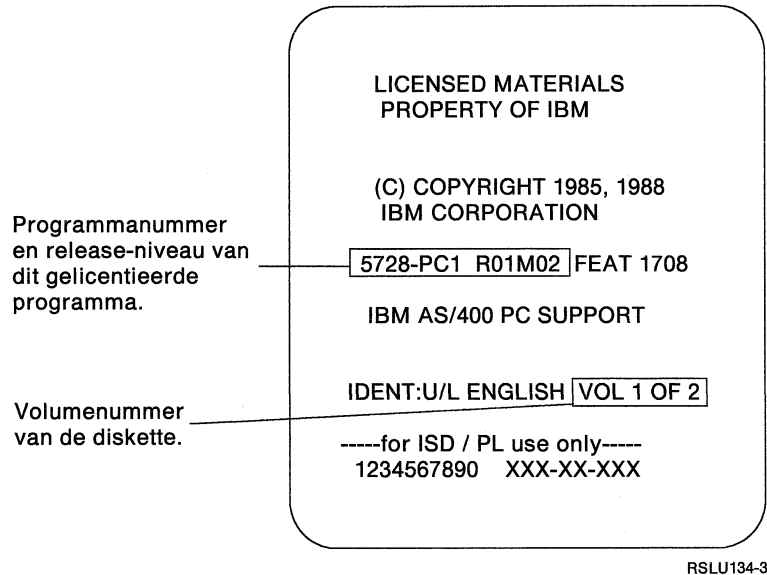 LICENSED MATERIALS
PROPERTY OF IBM
(C) COPYRIGHT 1985, 1988
IBM CORPORATION
Programmanummer
en release-niveau van
dit gelicentieerde
programma.
5728-PC1 R01M02 FEAT 1708
IBM AS/400 PC SUPPORT
IDENT:U/L ENGLISH VOL 1 OF 2
Volumenummer
van de diskette.
-----for ISD / PL use only-----
1234567890 XXX-XX-XXX
RSLU134-3